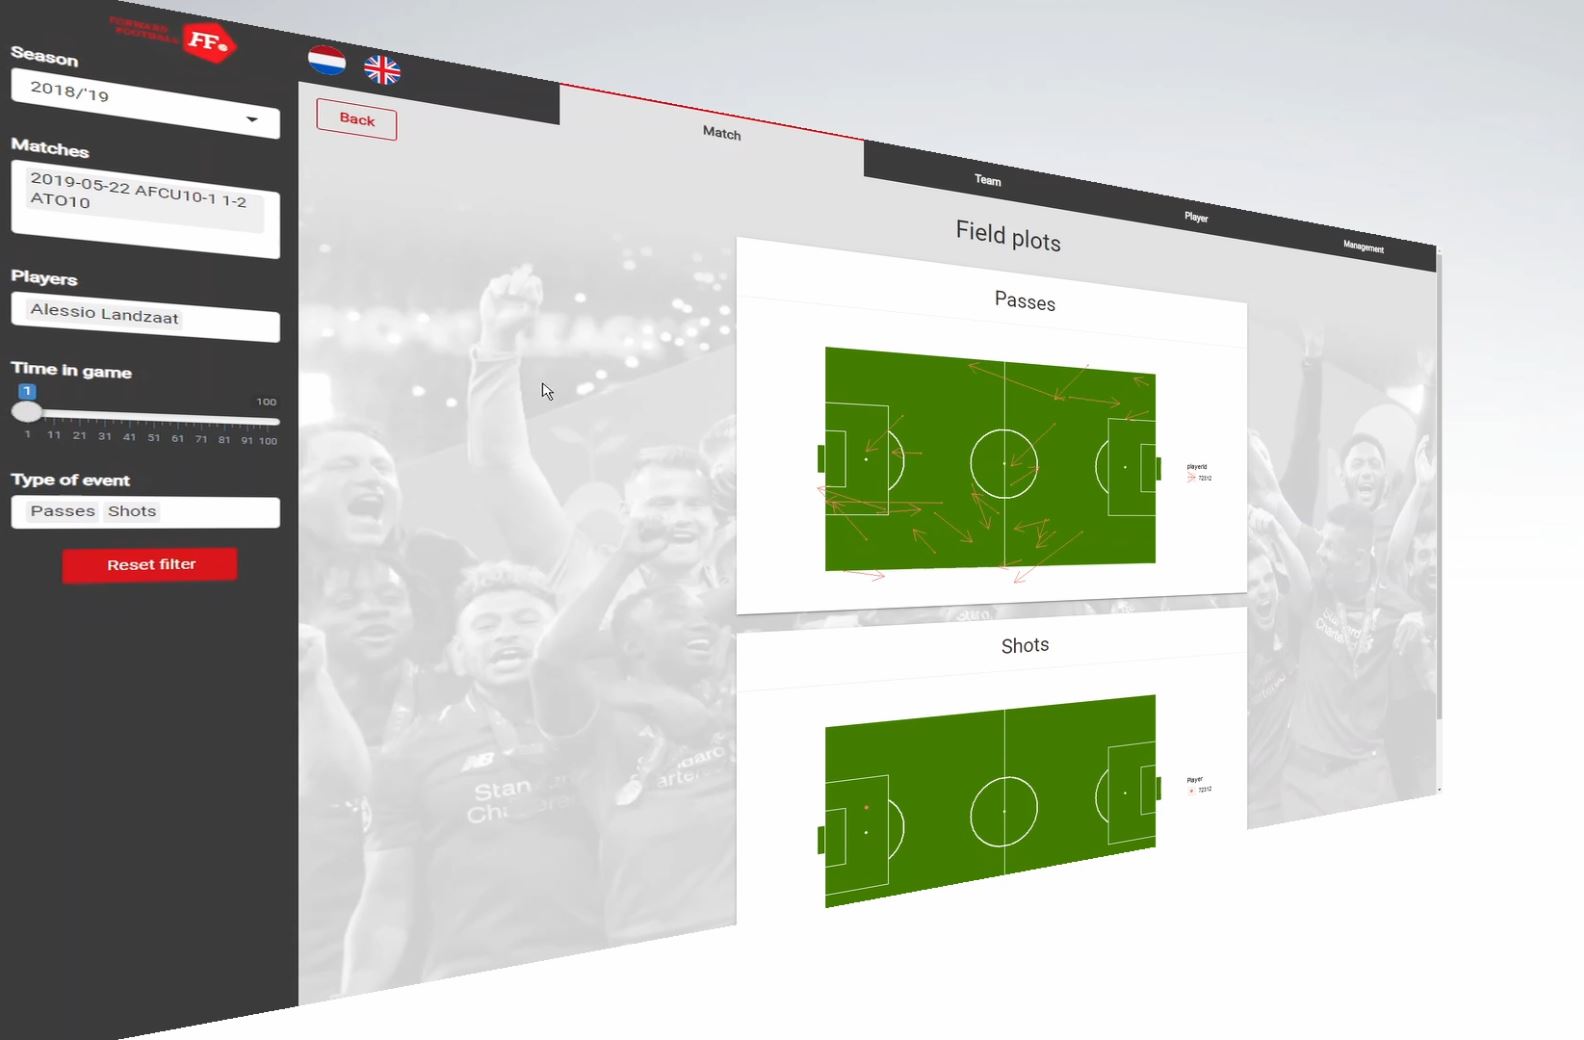 FORWARD
FOOTBALL
FF.
Season
2018/'19
Matches
2019-05-22 AFCU10-1 1-2
ATO10
Players
Alessio Landzaat
Time in game
1
100
1 11 21 31 41 51 61 71 81 91 100
Type of event
Passes Shots
Reset filter
Back
Match
Team
Player
Management
Field plots
Passes
playerId
72312
Shots
Player
72312
Standard
Chartered